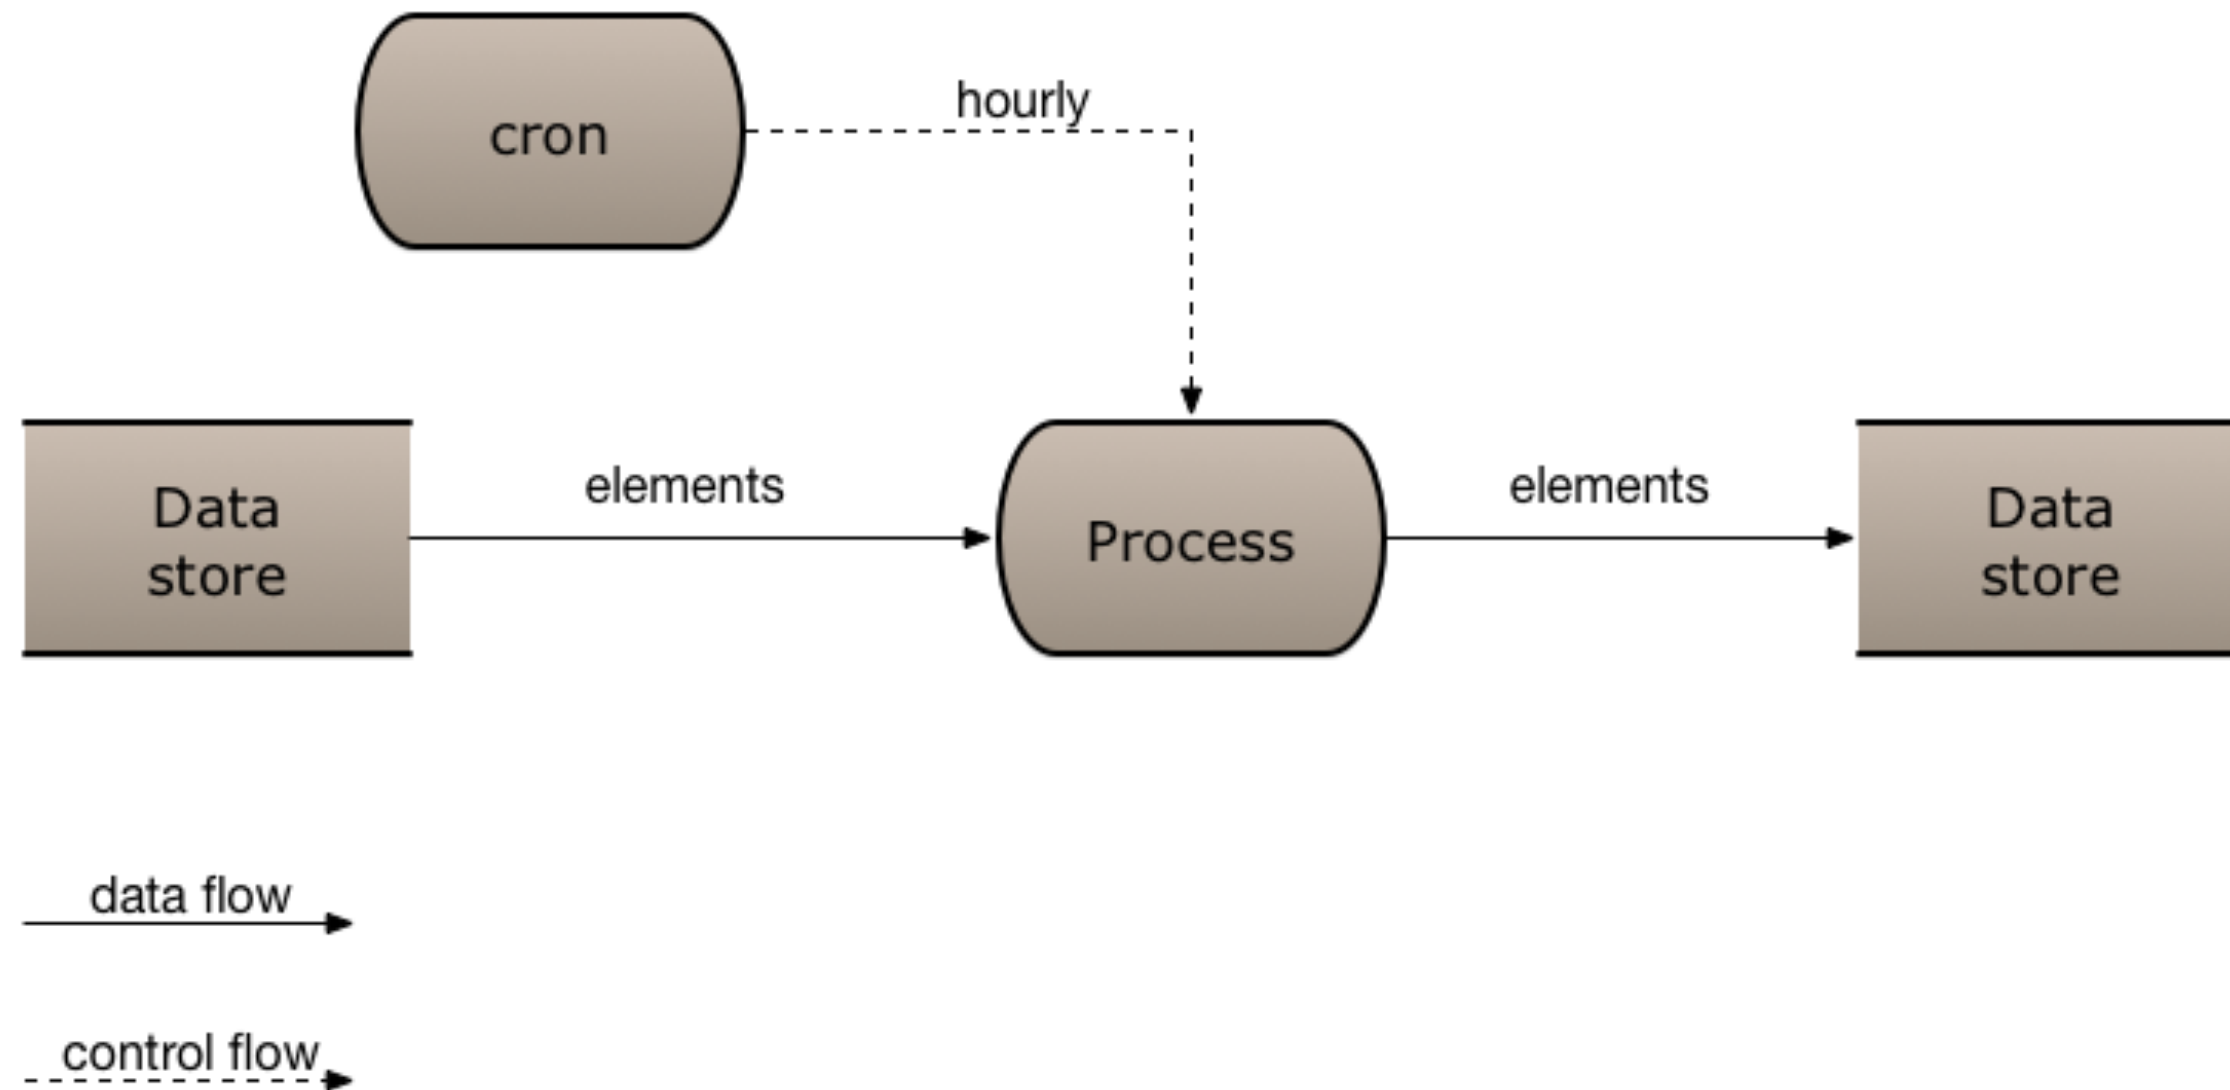 cron
hourly
Data
store
elements
Process
elements
Data
store
data flow
control flow